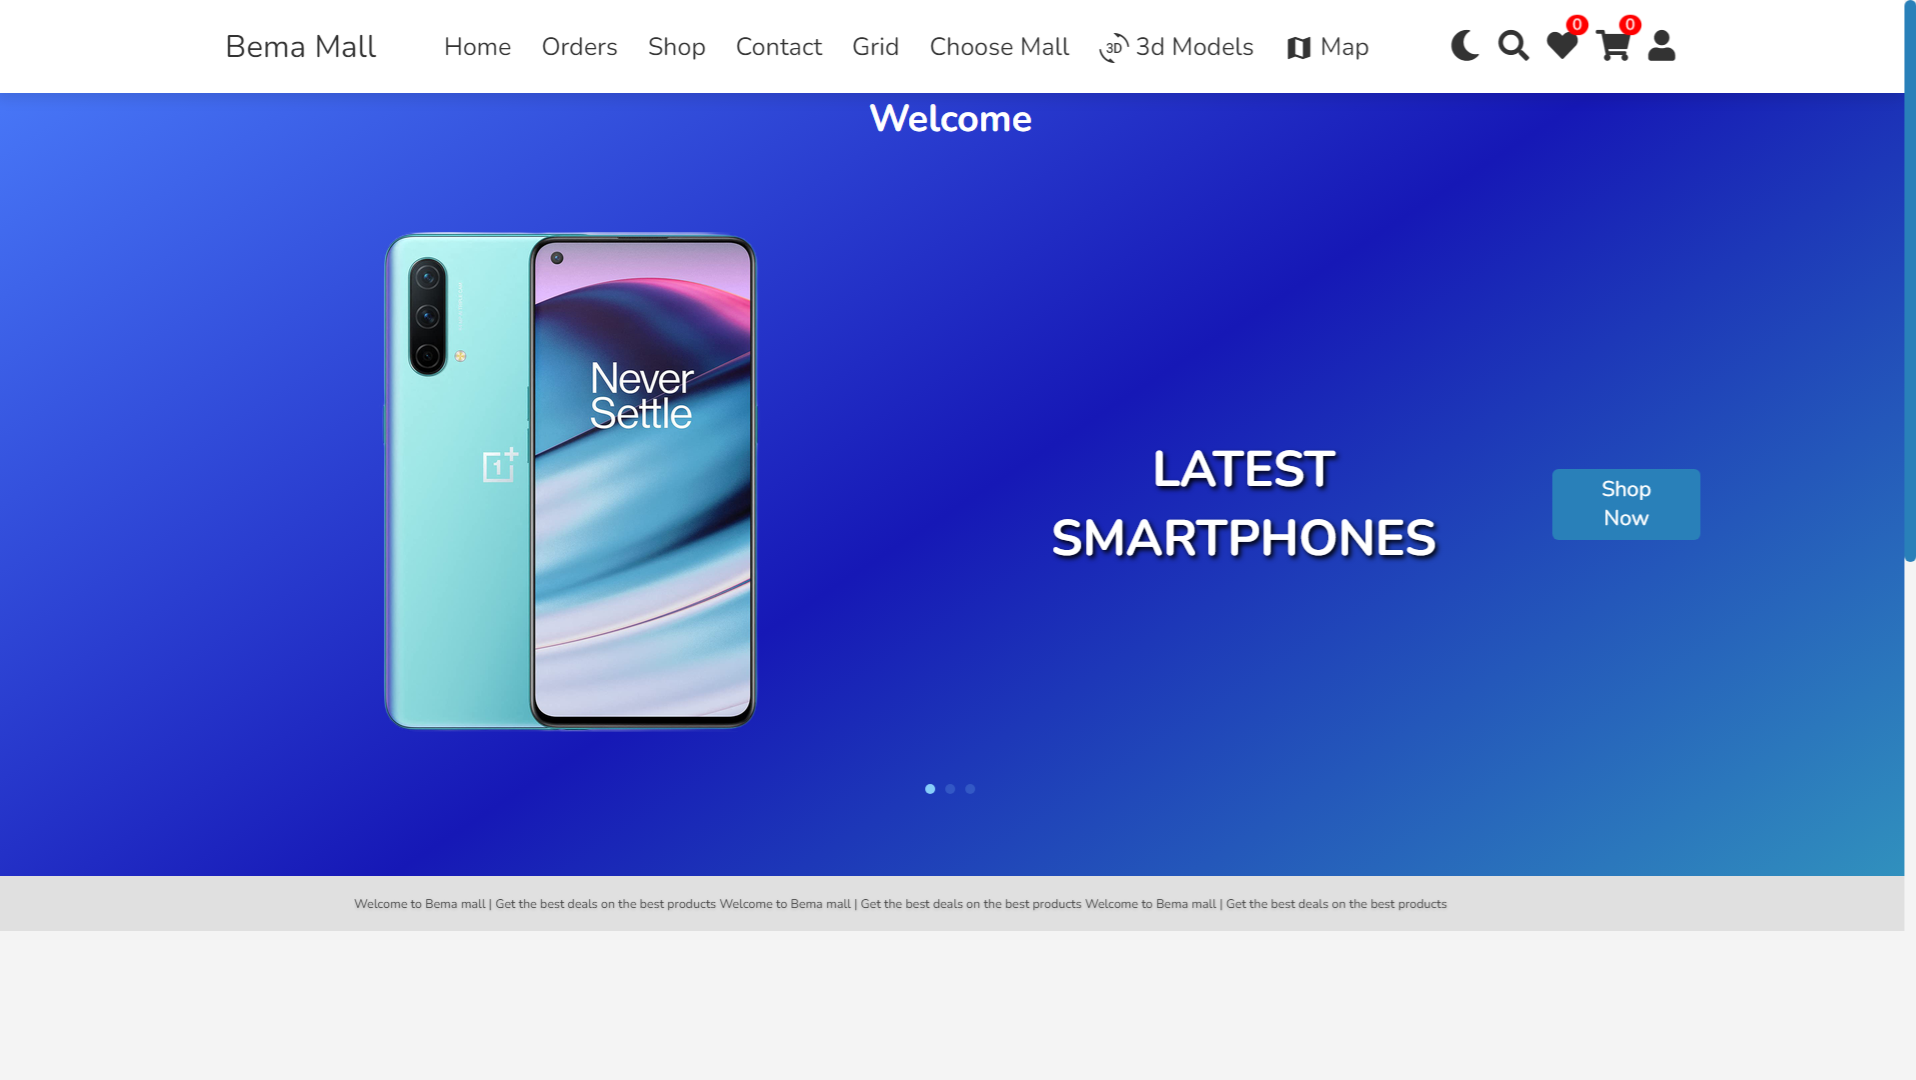 Bema Mall
Home Orders Shop Contact Grid Choose Mall 3D 3d Models Map
0 0
Welcome
Never
Settle
1+
LATEST
SMARTPHONES
Shop
Now
Welcome to Bema mall | Get the best deals on the best products Welcome to Bema mall | Get the best deals on the best products Welcome to Bema mall | Get the best deals on the best products